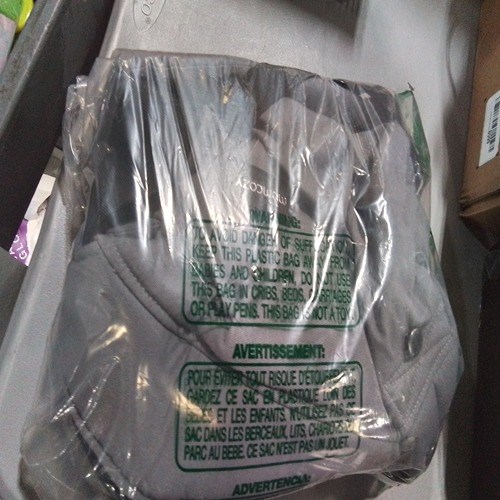 momcozy
WARNING:
TO AVOID DANGER OF SUFFOCATION
KEEP THIS PLASTIC BAG AWAY FROM
BABIES AND CHILDREN. DO NOT USE
THIS BAG IN CRIBS, BEDS, CARRIAGES
OR PLAY PENS. THIS BAG IS NOT A TOY
AVERTISSEMENT:
POUR ÉVITER TOUT RISQUE D'ÉTOUFFE
GARDEZ CE SAC EN PLASTIQUE LOIN DES
BÉBÉS ET LES ENFANTS. N'UTILISEZ PAS CE
SAC DANS LES BERCEAUX, LITS, CHARIOTS OU
PARC AU BEBE. CE SAC N'EST PAS UN JOUET.
ADVERTENCIA: